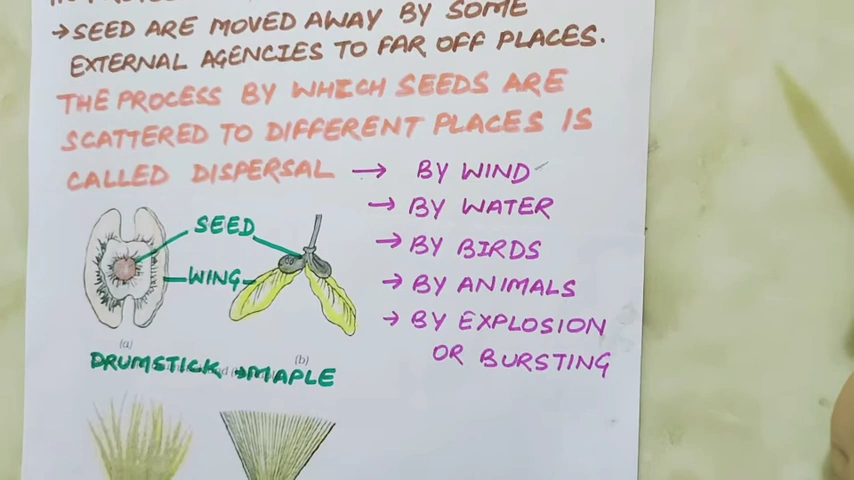 →SEED ARE MOVED AWAY BY SOME
EXTERNAL AGENCIES TO FAR OFF PLACES.
THE PROCESS BY WHICH SEEDS ARE
SCATTERED TO DIFFERENT PLACES IS
CALLED DISPERSAL → BY WIND
→ BY WATER
→ BY BIRDS
→ BY ANIMALS
→ BY EXPLOSION
OR BURSTING
SEED
WING
(a)
(b)
DRUMSTICK →MAPLE